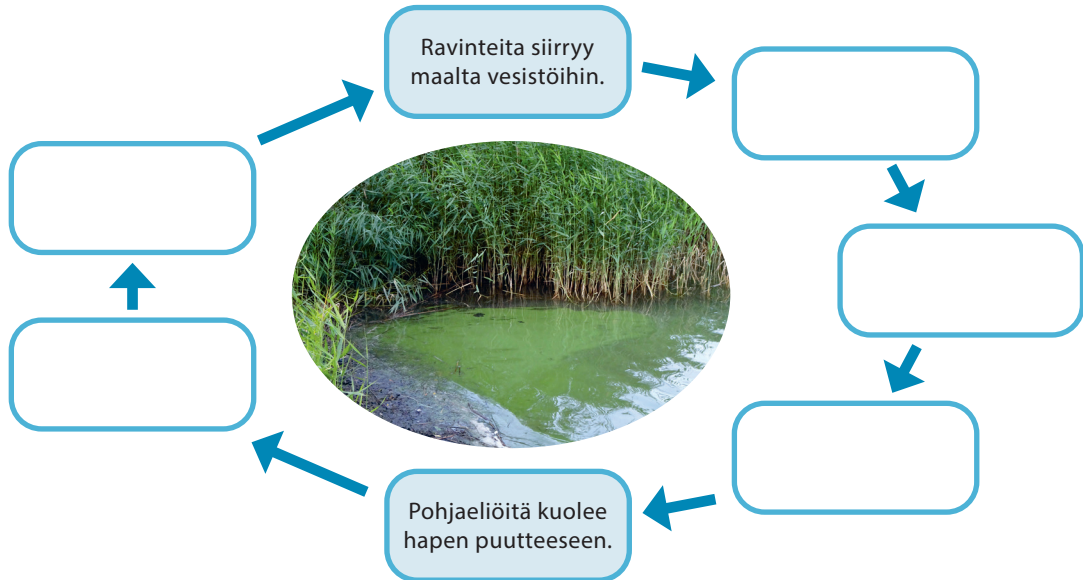 Ravinteita siirryy
maalta vesistöihin.
Pohjaeliöitä kuolee
hapen puutteeseen.